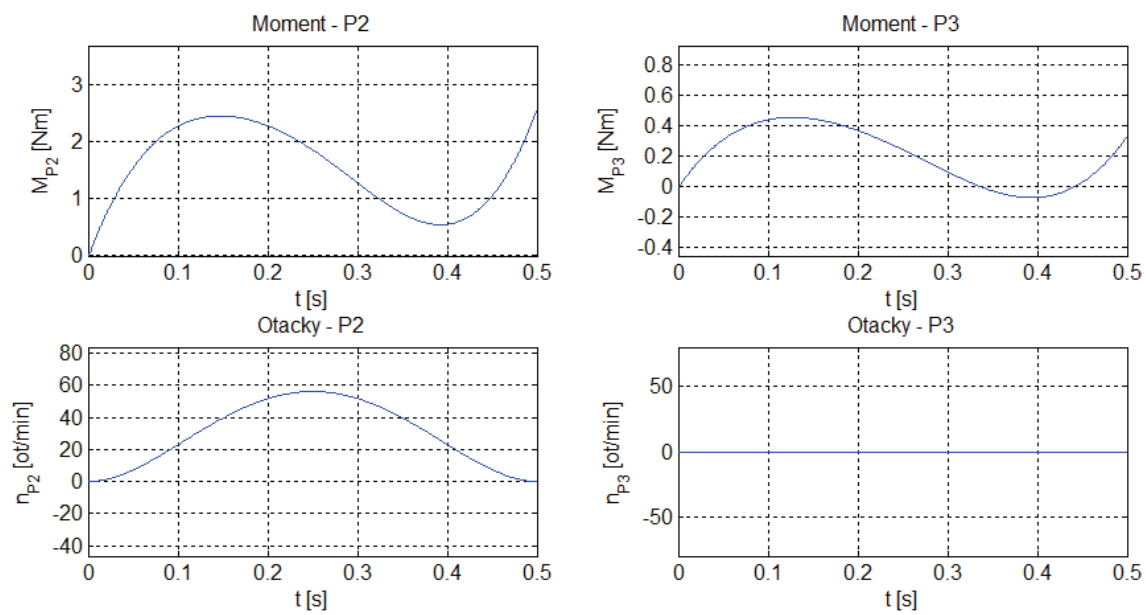 Moment - P2
Moment - P3
M_P2 [Nm]
3
2
1
0
0 0.1 0.2 0.3 0.4 0.5
t [s]
M_P3 [Nm]
0.8
0.6
0.4
0.2
0
-0.2
-0.4
0 0.1 0.2 0.3 0.4 0.5
t [s]
Otacky - P2
Otacky - P3
n_P2 [ot/min]
80
60
40
20
0
-20
-40
0 0.1 0.2 0.3 0.4 0.5
t [s]
n_P3 [ot/min]
50
0
-50
0 0.1 0.2 0.3 0.4 0.5
t [s]